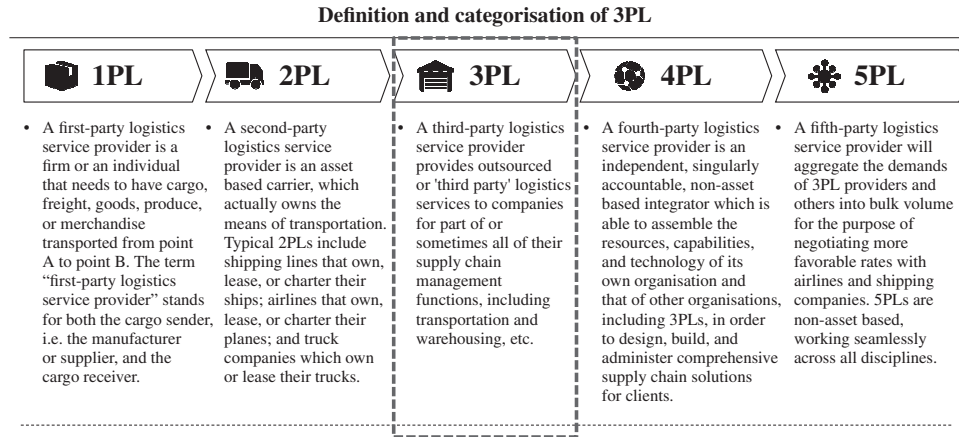 Definition and categorisation of 3PL
1PL
2PL
3PL
4PL
5PL
• A first-party logistics
service provider is a
firm or an individual
that needs to have cargo,
freight, goods, produce,
or merchandise
transported from point
A to point B. The term
“first-party logistics
service provider” stands
for both the cargo sender,
i.e. the manufacturer
or supplier, and the
cargo receiver.
• A second-party
logistics service
provider is an asset
based carrier, which
actually owns the
means of transportation.
Typical 2PLs include
shipping lines that own,
lease, or charter their
ships; airlines that own,
lease, or charter their
planes; and truck
companies which own
or lease their trucks.
• A third-party logistics
service provider
provides outsourced
or 'third party' logistics
services to companies
for part of or
sometimes all of their
supply chain
management
functions, including
transportation and
warehousing, etc.
• A fourth-party logistics
service provider is an
independent, singularly
accountable, non-asset
based integrator which is
able to assemble the
resources, capabilities,
and technology of its
own organisation and
that of other organisations,
including 3PLs, in order
to design, build, and
administer comprehensive
supply chain solutions
for clients.
• A fifth-party logistics
service provider will
aggregate the demands
of 3PL providers and
others into bulk volume
for the purpose of
negotiating more
favorable rates with
airlines and shipping
companies. 5PLs are
non-asset based,
working seamlessly
across all disciplines.